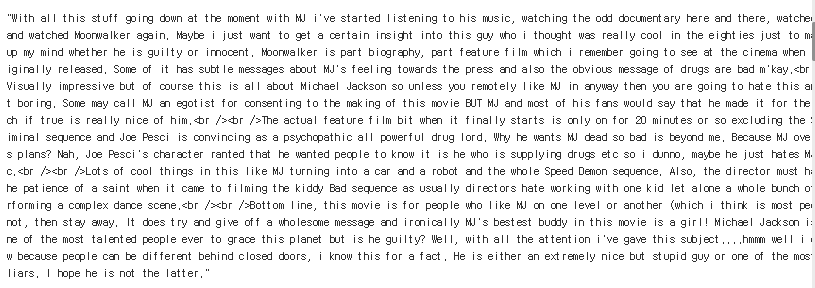 "With all this stuff going down at the moment with MJ i've started listening to his music, watching the odd documentary here and there, watche
and watched Moonwalker again. Maybe i just want to get a certain insight into this guy who i thought was really cool in the eighties just to m
up my mind whether he is guilty or innocent. Moonwalker is part biography, part feature film which i remember going to see at the cinema when
iginally released. Some of it has subtle messages about MJ's feeling towards the press and also the obvious message of drugs are bad m'kay.<br
Visually impressive but of course this is all about Michael Jackson so unless you remotely like MJ in anyway then you are going to hate this a
t boring. Some may call MJ an egotist for consenting to the making of this movie BUT MJ and most of his fans would say that he made it for the
ch if true is really nice of him.<br /><br />The actual feature film bit when it finally starts is only on for 20 minutes or so excluding the
iminal sequence and Joe Pesci is convincing as a psychopathic all powerful drug lord. Why he wants MJ dead so bad is beyond me. Because MJ ove
s plans? Nah, Joe Pesci's character ranted that he wanted people to know it is he who is supplying drugs etc so i dunno, maybe he just hates M
c.<br /><br />Lots of cool things in this like MJ turning into a car and a robot and the whole Speed Demon sequence. Also, the director must h
he patience of a saint when it came to filming the kiddy Bad sequence as usually directors hate working with one kid let alone a whole bunch o
rforming a complex dance scene.<br /><br />Bottom line, this movie is for people who like MJ on one level or another (which i think is most pe
not, then stay away. It does try and give off a wholesome message and ironically MJ's bestest buddy in this movie is a girl! Michael Jackson i
ne of the most talented people ever to grace this planet but is he guilty? Well, with all the attention i've gave this subject....hmmm well i
w because people can be different behind closed doors, i know this for a fact. He is either an extremely nice but stupid guy or one of the mos
liars. I hope he is not the latter."